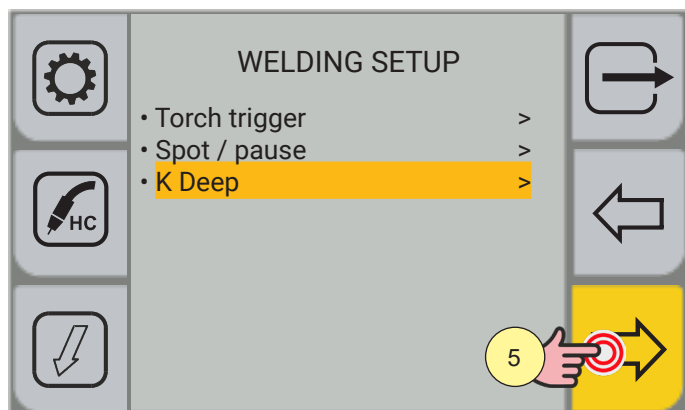 WELDING SETUP
• Torch trigger >
• Spot / pause >
• K Deep >
HC
5